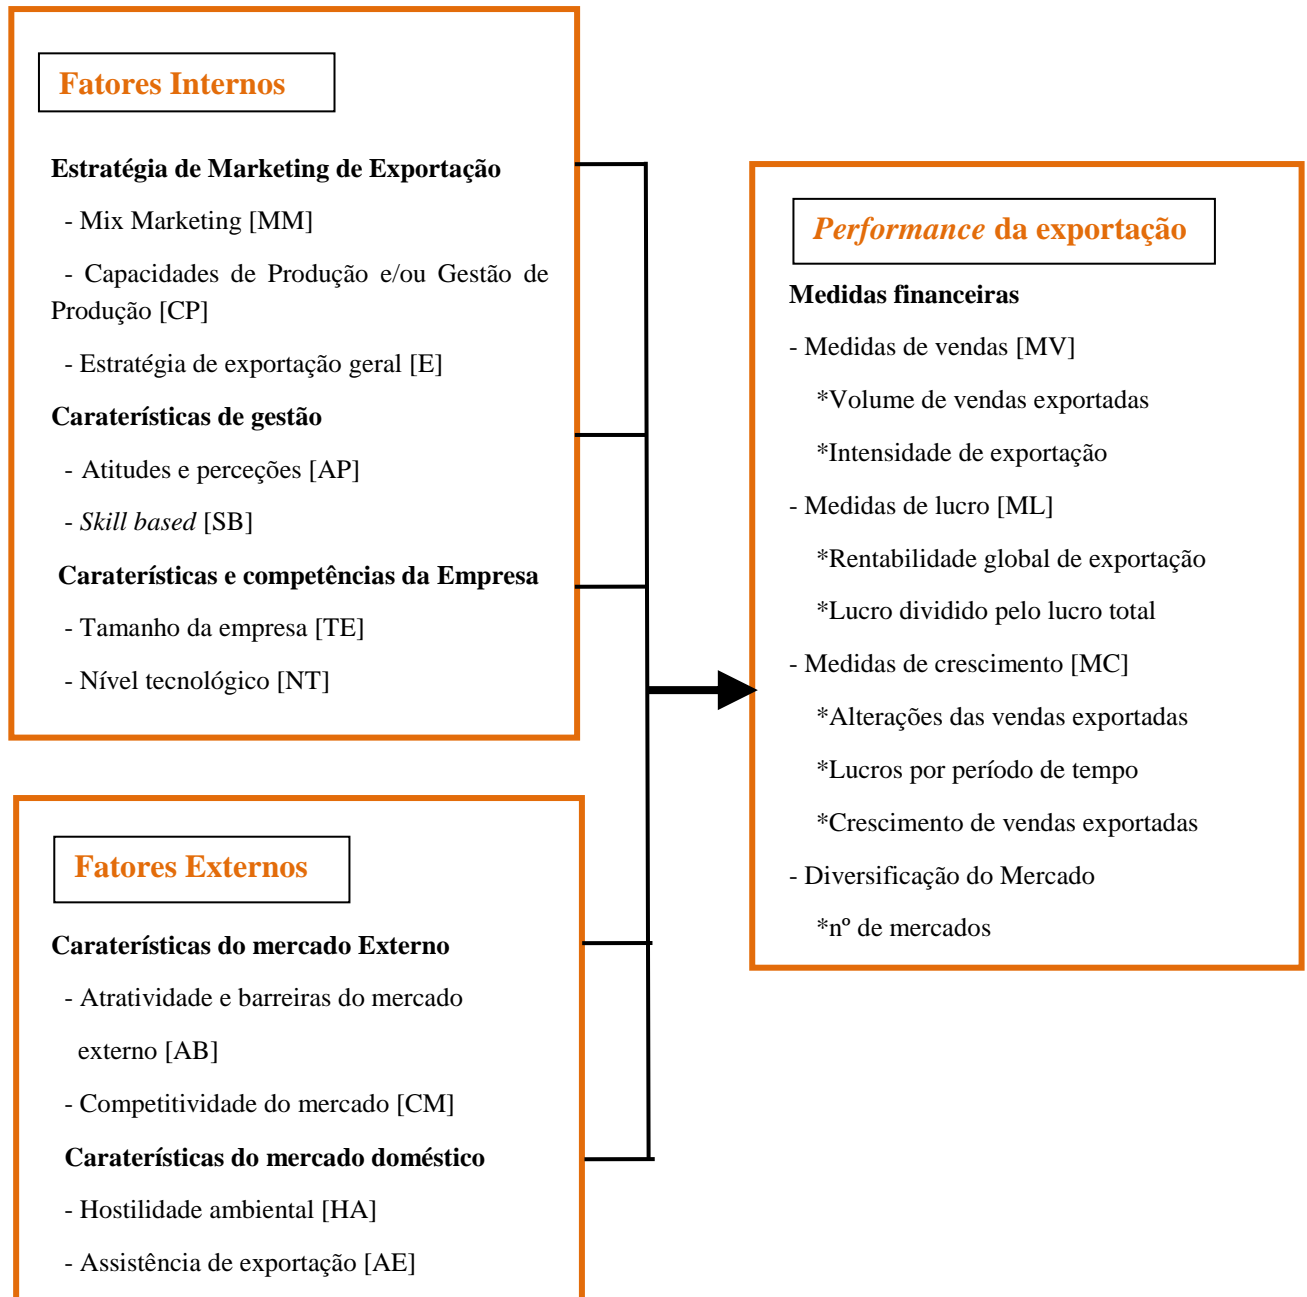 Fatores Internos
Estratégia de Marketing de Exportação
- Mix Marketing [MM]
- Capacidades de Produção e/ou Gestão de
Produção [CP]
- Estratégia de exportação geral [E]
Caraterísticas de gestão
- Atitudes e perceções [AP]
- Skill based [SB]
Caraterísticas e competências da Empresa
- Tamanho da empresa [TE]
- Nível tecnológico [NT]
Fatores Externos
Caraterísticas do mercado Externo
- Atratividade e barreiras do mercado
externo [AB]
- Competitividade do mercado [CM]
Caraterísticas do mercado doméstico
- Hostilidade ambiental [HA]
- Assistência de exportação [AE]
Performance da exportação
Medidas financeiras
- Medidas de vendas [MV]
*Volume de vendas exportadas
*Intensidade de exportação
- Medidas de lucro [ML]
*Rentabilidade global de exportação
*Lucro dividido pelo lucro total
- Medidas de crescimento [MC]
*Alterações das vendas exportadas
*Lucros por período de tempo
*Crescimento de vendas exportadas
- Diversificação do Mercado
*nº de mercados